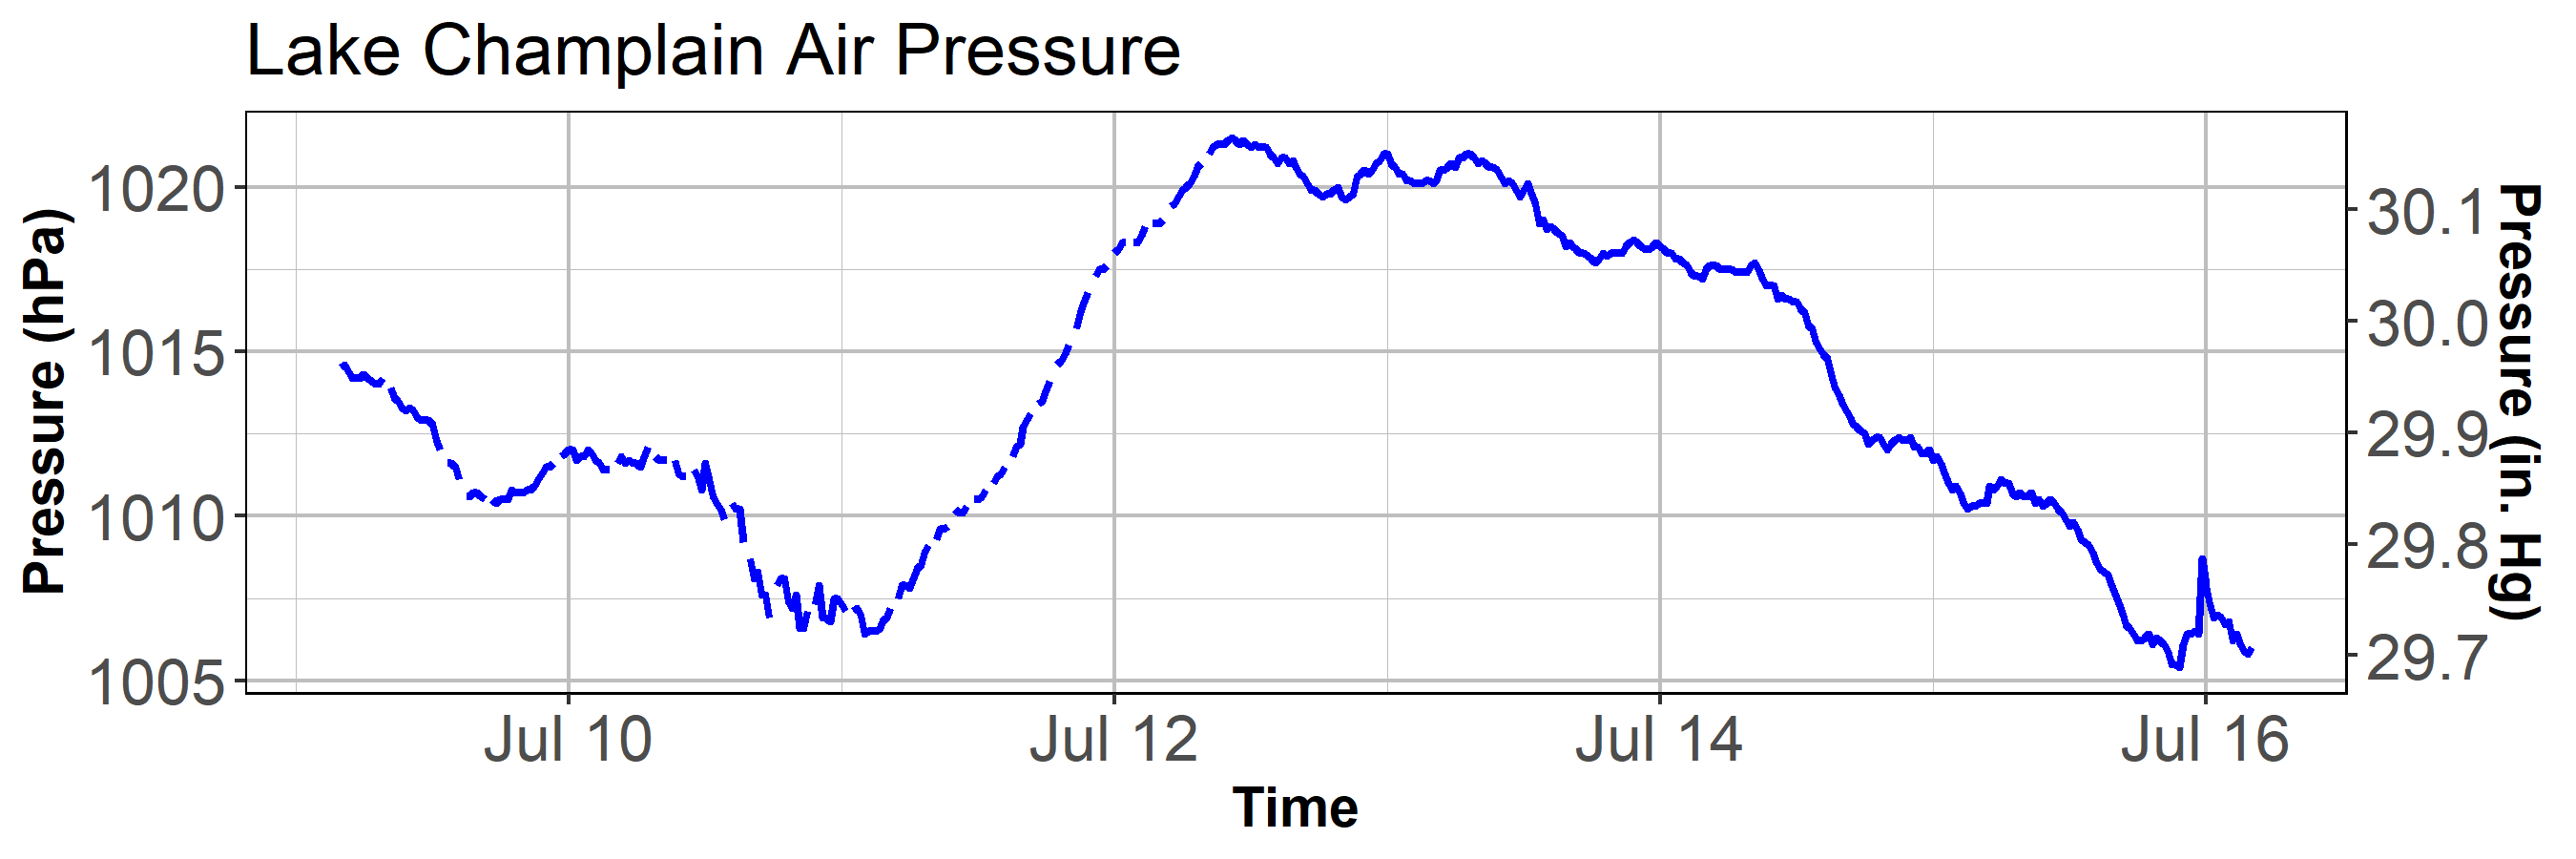 Lake Champlain Air Pressure
Pressure (hPa)
1020
1015
1010
1005
30.1
30.0
29.9
29.8
29.7
Pressure (in. Hg)
Jul 10
Jul 12
Jul 14
Jul 16
Time